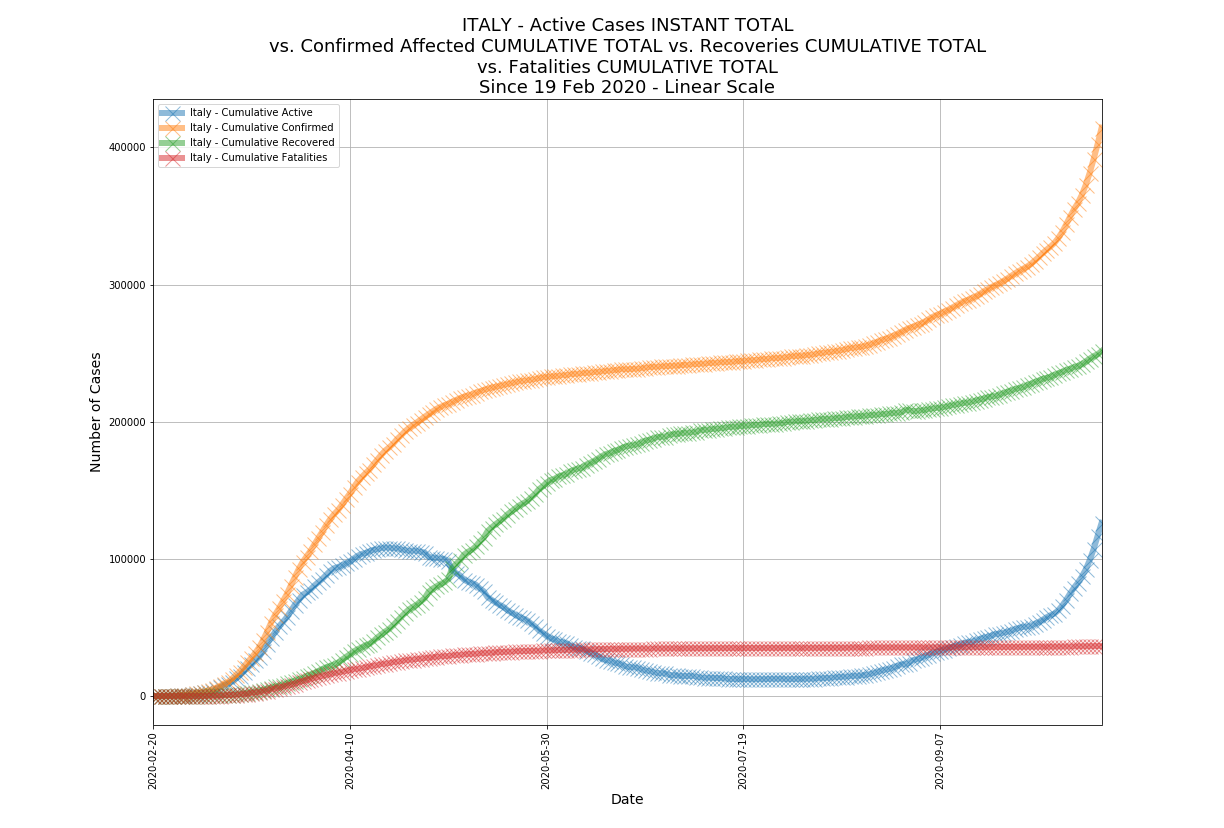 ITALY - Active Cases INSTANT TOTAL
vs. Confirmed Affected CUMULATIVE TOTAL vs. Recoveries CUMULATIVE TOTAL
vs. Fatalities CUMULATIVE TOTAL
Since 19 Feb 2020 - Linear Scale
Italy - Cumulative Active
Italy - Cumulative Confirmed
Italy - Cumulative Recovered
Italy - Cumulative Fatalities
400000
300000
200000
100000
0
Number of Cases
2020-02-20
2020-04-10
2020-05-30
2020-07-19
2020-09-07
Date